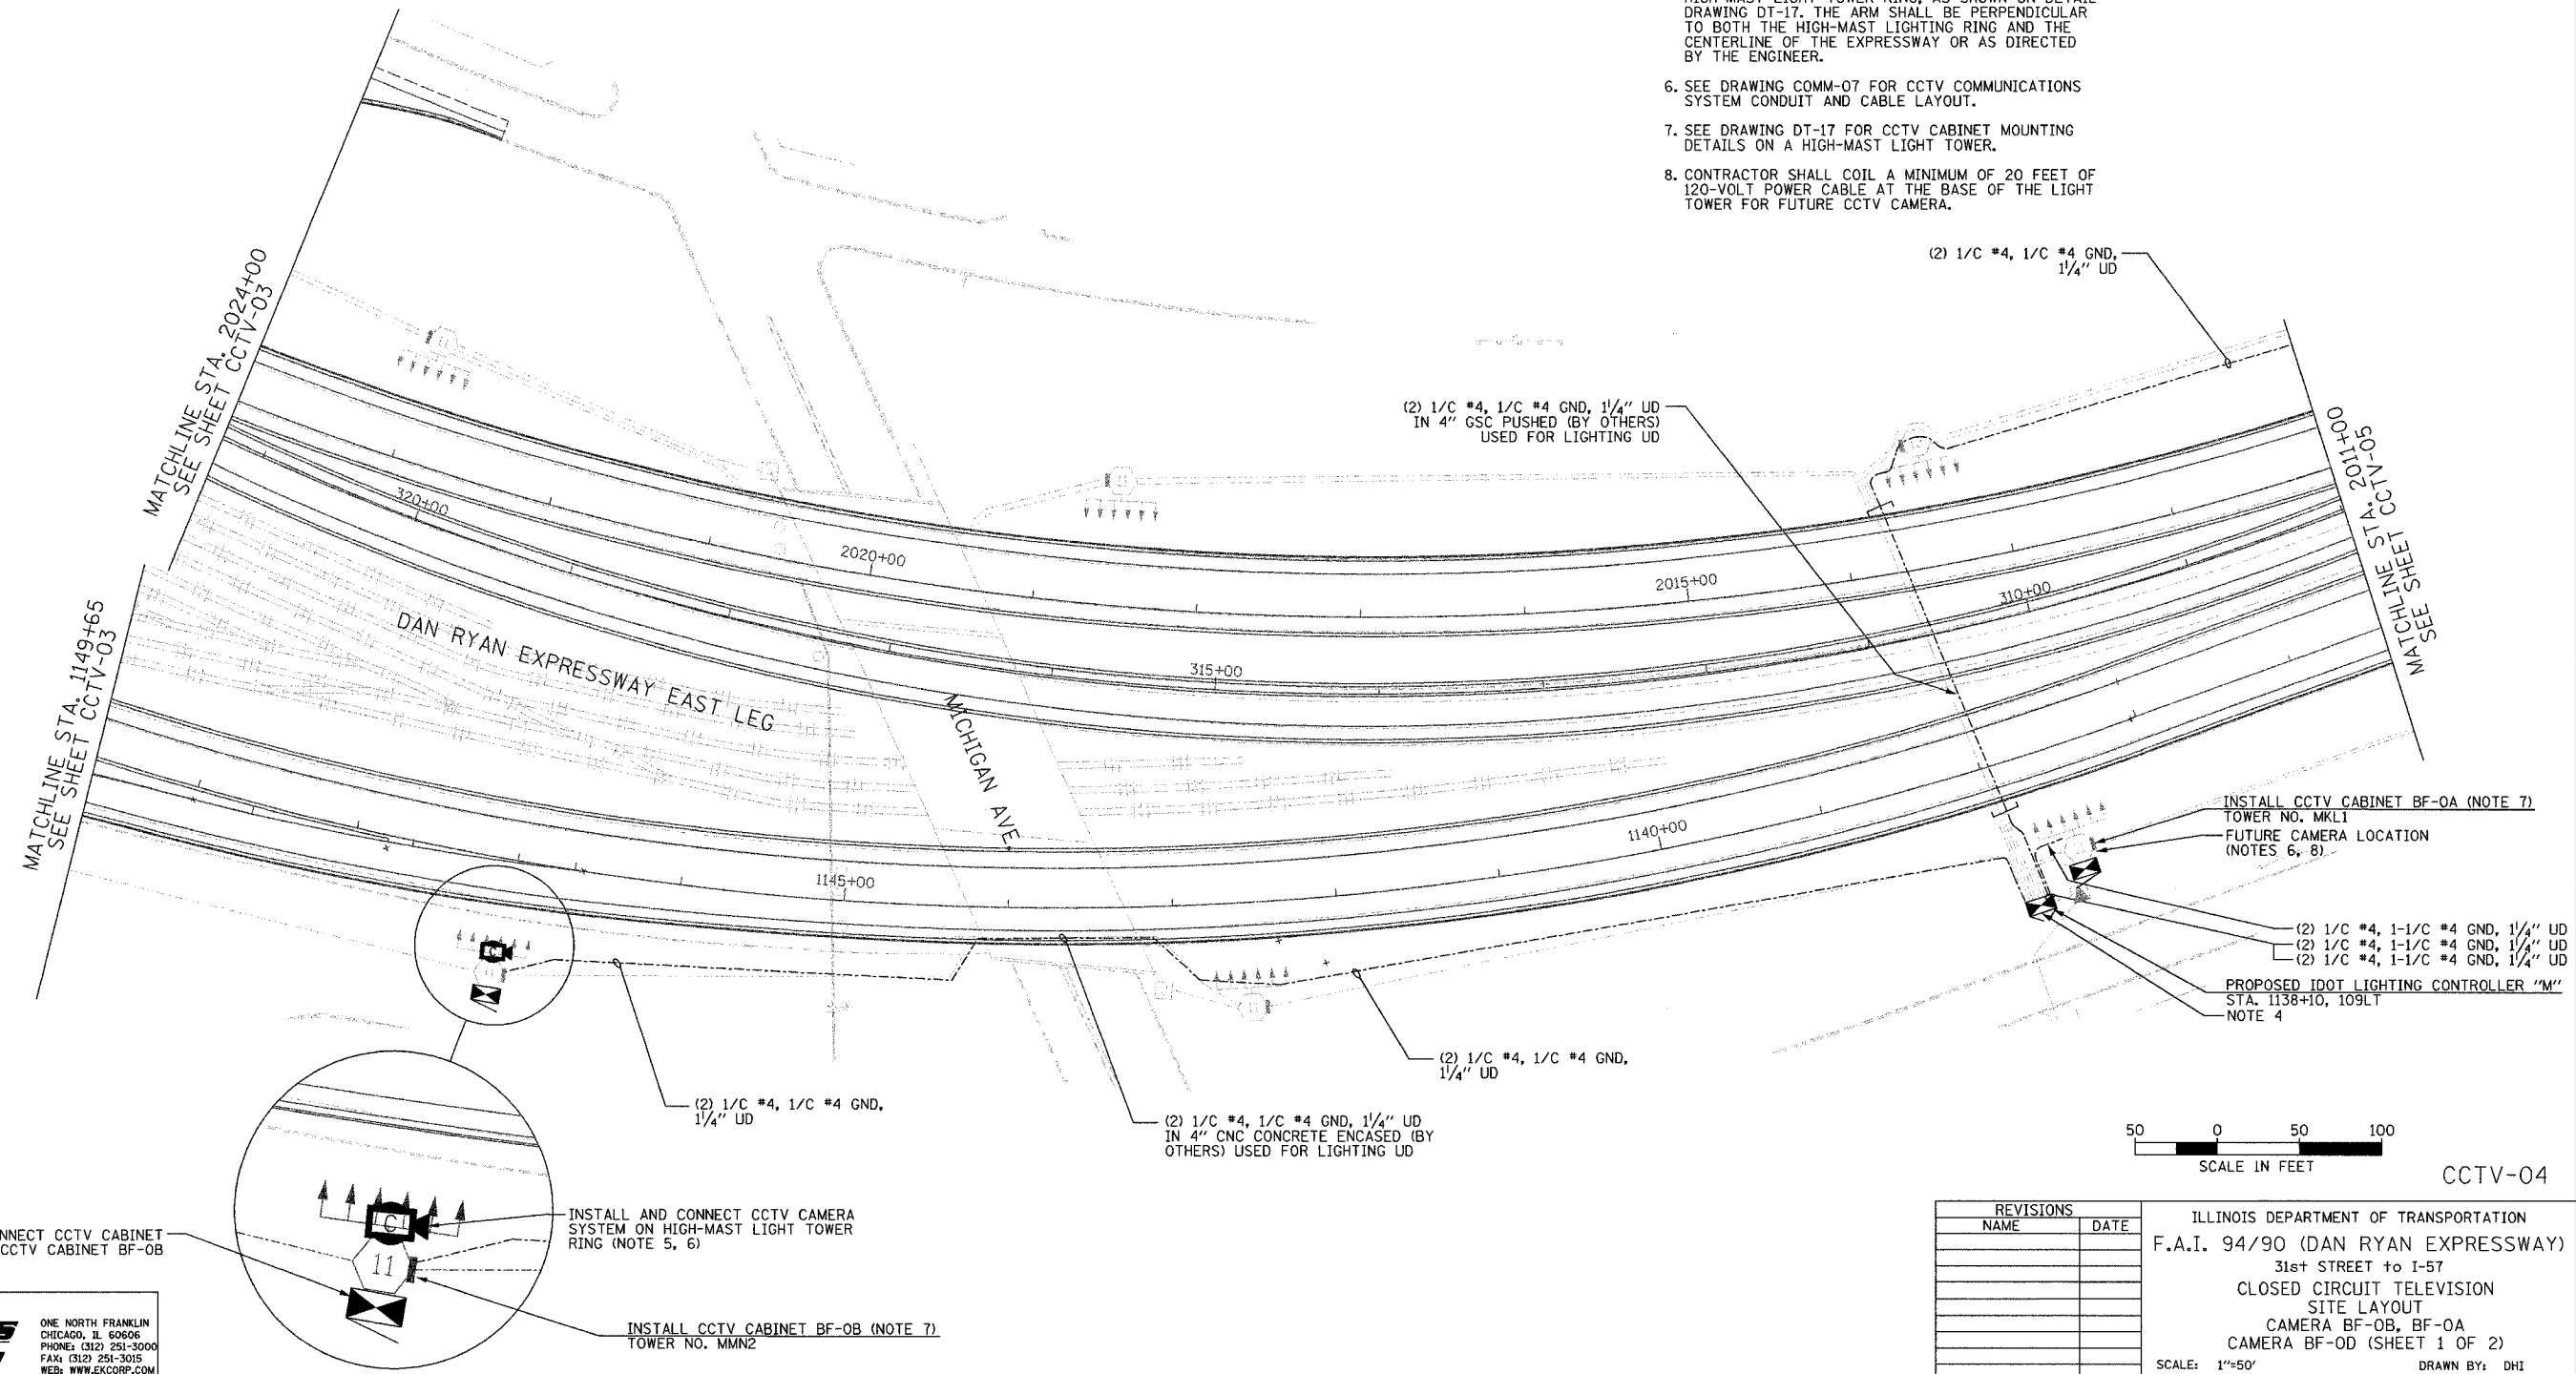 DRAWING DT-17. THE ARM SHALL BE PERPENDICULAR
TO BOTH THE HIGH-MAST LIGHTING RING AND THE
CENTERLINE OF THE EXPRESSWAY OR AS DIRECTED
BY THE ENGINEER.
6. SEE DRAWING COMM-07 FOR CCTV COMMUNICATIONS
SYSTEM CONDUIT AND CABLE LAYOUT.
7. SEE DRAWING DT-17 FOR CCTV CABINET MOUNTING
DETAILS ON A HIGH-MAST LIGHT TOWER.
8. CONTRACTOR SHALL COIL A MINIMUM OF 20 FEET OF
120-VOLT POWER CABLE AT THE BASE OF THE LIGHT
TOWER FOR FUTURE CCTV CAMERA.
(2) 1/C #4, 1/C #4 GND,
1¼" UD
MATCHLINE STA. 2024+00
SEE SHEET CCTV-03
(2) 1/C #4, 1/C #4 GND, 1¼" UD
IN 4" GSC PUSHED (BY OTHERS)
USED FOR LIGHTING UD
MATCHLINE STA. 2011+00
SEE SHEET CCTV-05
11
11
320+00
2020+00
2015+00
310+00
315+00
MATCHLINE STA. 1149+65
SEE SHEET CCTV-03
DAN RYAN EXPRESSWAY EAST LEG
MICHIGAN AVE.
1140+00
1145+00
INSTALL CCTV CABINET BF-0A (NOTE 7)
TOWER NO. MKL1
FUTURE CAMERA LOCATION
(NOTES 6, 8)
C
11
(2) 1/C #4, 1-1/C #4 GND, 1¼" UD
(2) 1/C #4, 1-1/C #4 GND, 1¼" UD
(2) 1/C #4, 1-1/C #4 GND, 1¼" UD
PROPOSED IDOT LIGHTING CONTROLLER "M"
STA. 1138+10, 109LT
NOTE 4
(2) 1/C #4, 1/C #4 GND,
1¼" UD
(2) 1/C #4, 1/C #4 GND,
1¼" UD
(2) 1/C #4, 1/C #4 GND, 1¼" UD
IN 4" CNC CONCRETE ENCASED (BY
OTHERS) USED FOR LIGHTING UD
50 0 50 100
SCALE IN FEET
CCTV-04
C
11
INSTALL AND CONNECT CCTV CAMERA
SYSTEM ON HIGH-MAST LIGHT TOWER
RING (NOTE 5, 6)
CCTV CABINET
CCTV CABINET BF-0B
INSTALL CCTV CABINET BF-0B (NOTE 7)
TOWER NO. MMN2
ONE NORTH FRANKLIN
CHICAGO, IL 60606
PHONE: (312) 251-3000
FAX: (312) 251-3015
WEB: WWW.EKCORP.COM
REVISIONS
NAME DATE
ILLINOIS DEPARTMENT OF TRANSPORTATION
F.A.I. 94/90 (DAN RYAN EXPRESSWAY)
31st STREET to I-57
CLOSED CIRCUIT TELEVISION
SITE LAYOUT
CAMERA BF-0B, BF-0A
CAMERA BF-0D (SHEET 1 OF 2)
SCALE: 1"=50' DRAWN BY: DHI